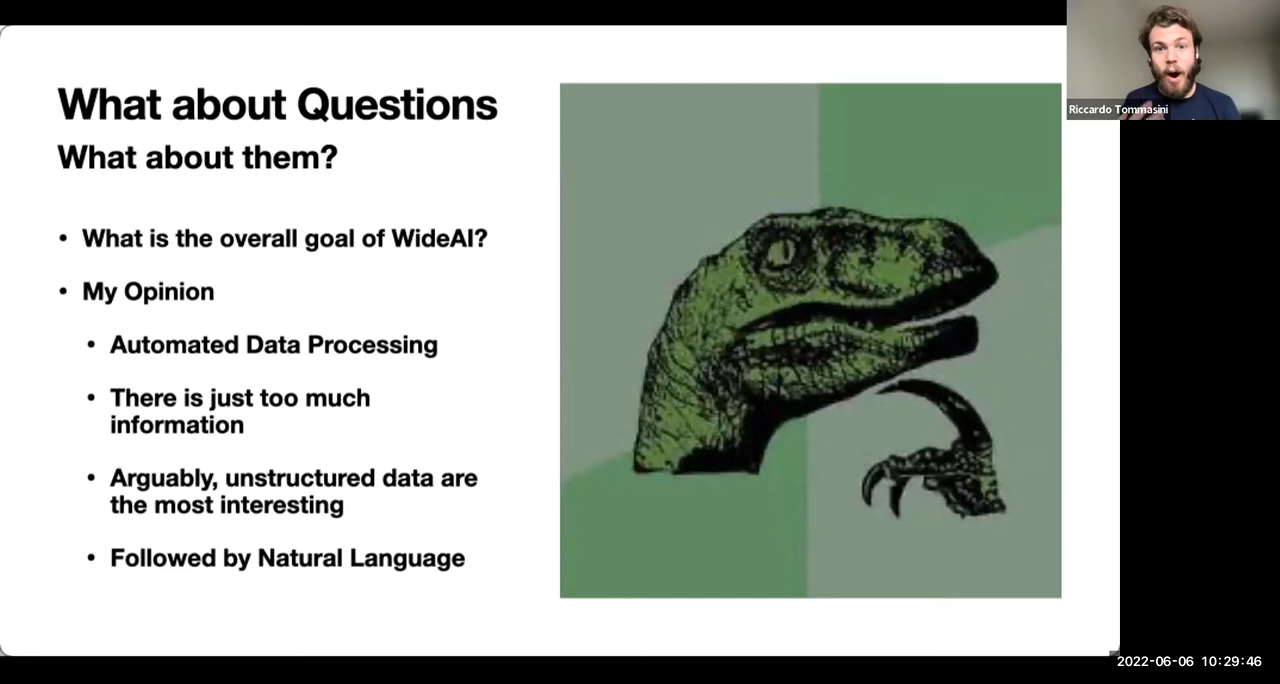 What about Questions
What about them?
• What is the overall goal of WideAI?
• My Opinion
• Automated Data Processing
• There is just too much
information
• Arguably, unstructured data are
the most interesting
• Followed by Natural Language
Riccardo Tommasini
2022-06-06 10:29:46